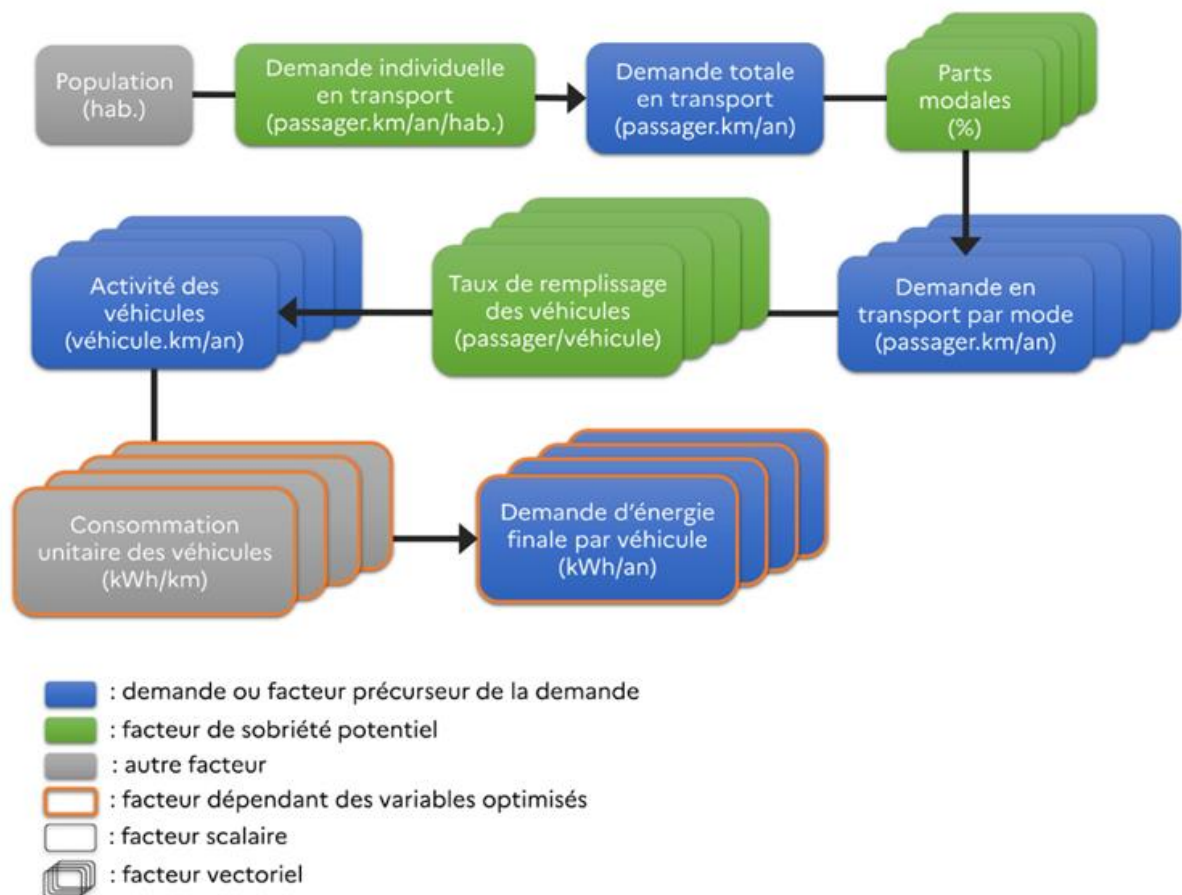 Population
(hab.)
Demande individuelle
en transport
(passager.km/an/hab.)
Demande totale
en transport
(passager.km/an)
Parts
modales
(%)
Activité des
véhicules
(véhicule.km/an)
Taux de remplissage
des véhicules
(passager/véhicule)
Demande en
transport par mode
(passager.km/an)
Consommation
unitaire des véhicules
(kWh/km)
Demande d'énergie
finale par véhicule
(kWh/an)
: demande ou facteur précurseur de la demande
: facteur de sobriété potentiel
: autre facteur
: facteur dépendant des variables optimisés
: facteur scalaire
: facteur vectoriel